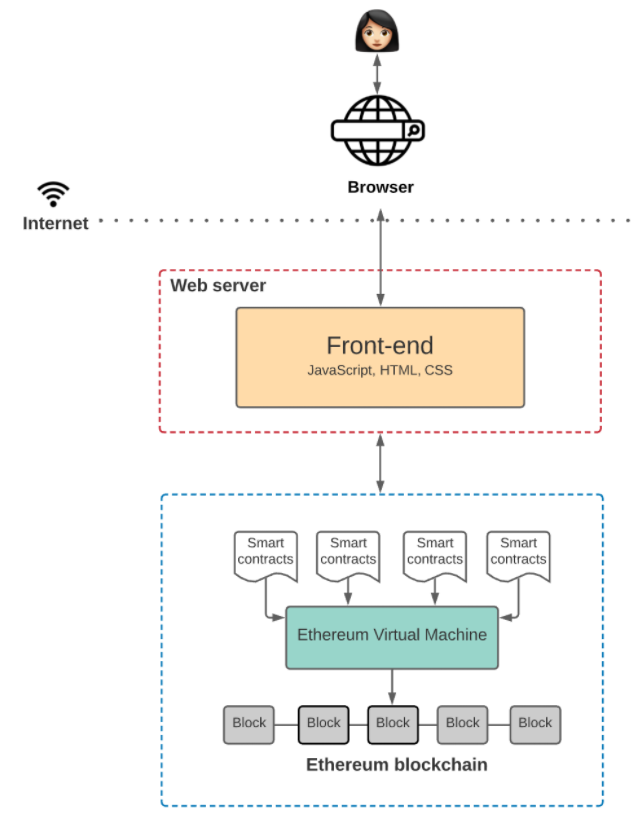 Browser
Internet
Web server
Front-end
JavaScript, HTML, CSS
Smart
contracts
Smart
contracts
Smart
contracts
Smart
contracts
Ethereum Virtual Machine
Block
Block
Block
Block
Block
Ethereum blockchain